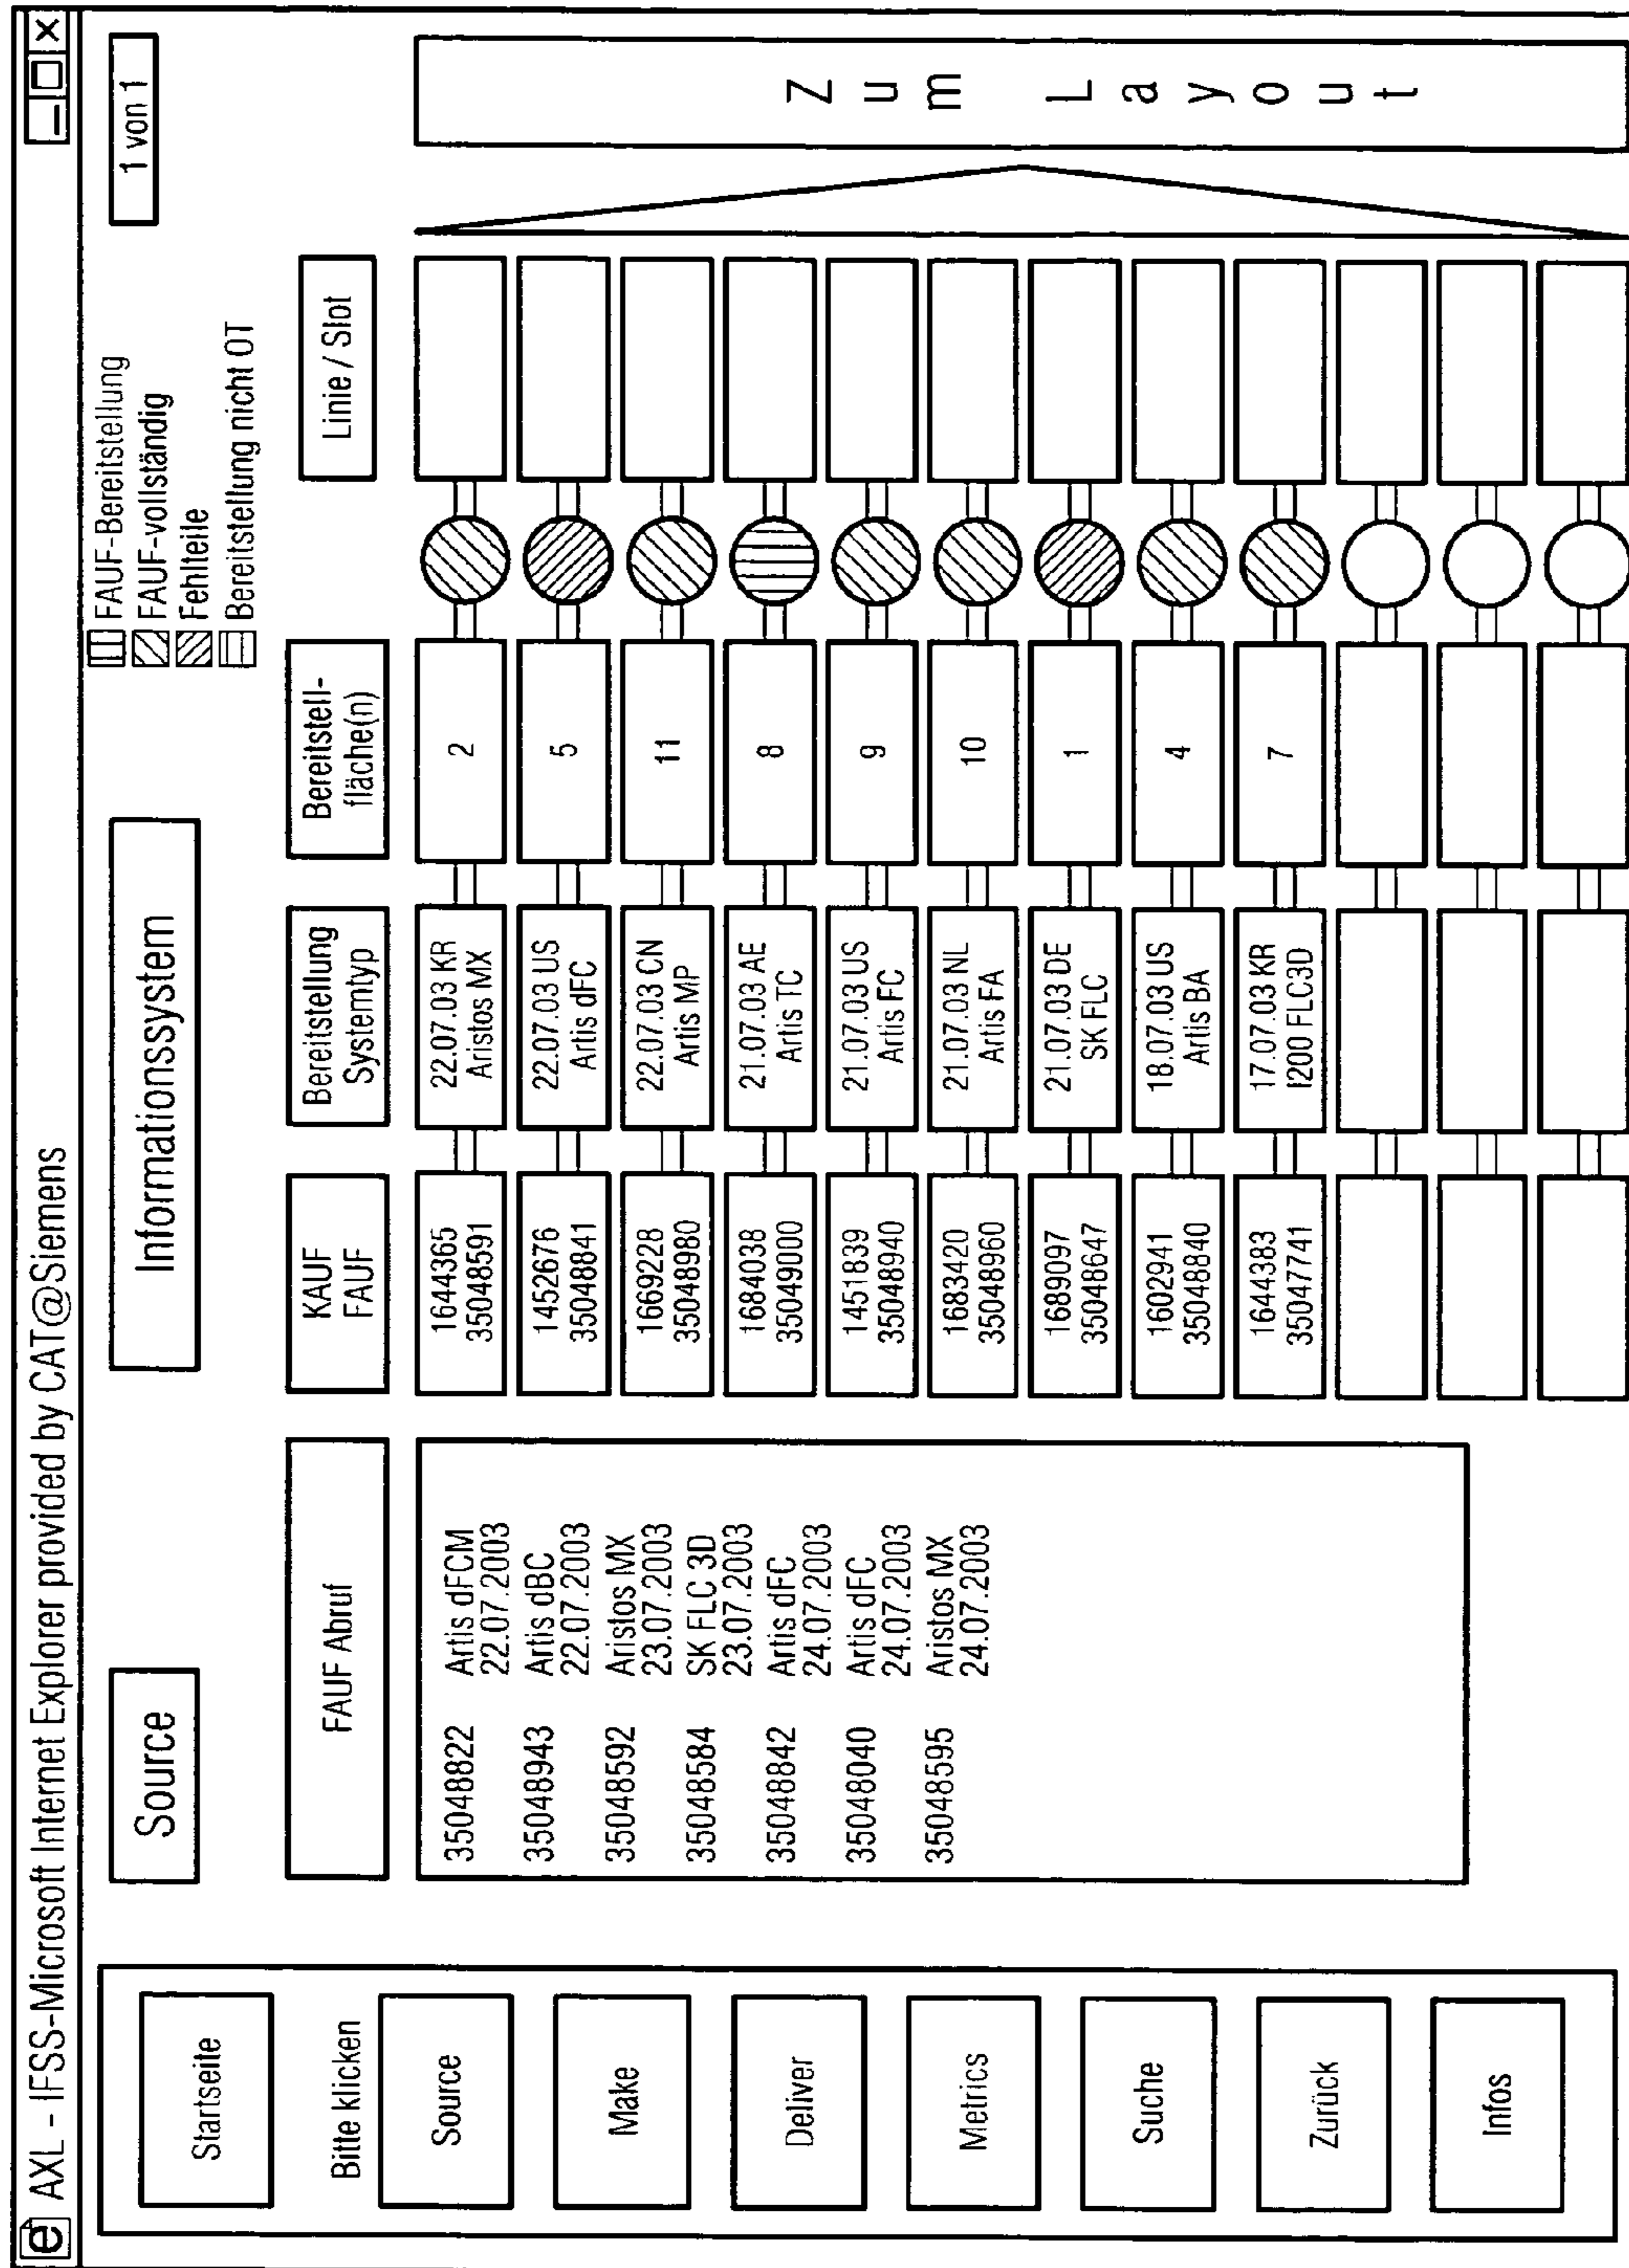 AXL - IFSS-Microsoft Internet Explorer provided by CAT@Siemens
Startseite
Bitte klicken
Source
Make
Deliver
Metrics
Suche
Zurück
Infos
Source
Informationssystem
1 von 1
FAUF-Bereitstellung
FAUF-vollständig
Fehlteile
Bereitstellung nicht OT
FAUF Abruf
35048822 Artis dFCM
22.07.2003
35048943 Artis dBC
22.07.2003
35048592 Aristos MX
23.07.2003
35048584 SK FLC 3D
23.07.2003
35048842 Artis dFC
24.07.2003
35048040 Artis dFC
24.07.2003
35048595 Aristos MX
24.07.2003
KAUF
FAUF
Bereitstellung
Systemtyp
Bereitstell-
fläche(n)
Linie / Slot
1644365
35048591
22.07.03 KR
Aristos MX
2
1452676
35048841
22.07.03 US
Artis dFC
5
1669228
35048980
22.07.03 CN
Artis MP
11
1684038
35049000
21.07.03 AE
Artis TC
8
1451839
35048940
21.07.03 US
Artis FC
9
1683420
35048960
21.07.03 NL
Artis FA
10
1689097
35048647
21.07.03 DE
SK FLC
1
1602941
35048840
18.07.03 US
Artis BA
4
1644383
35047741
17.07.03 KR
I200 FLC3D
7
Zum Layout